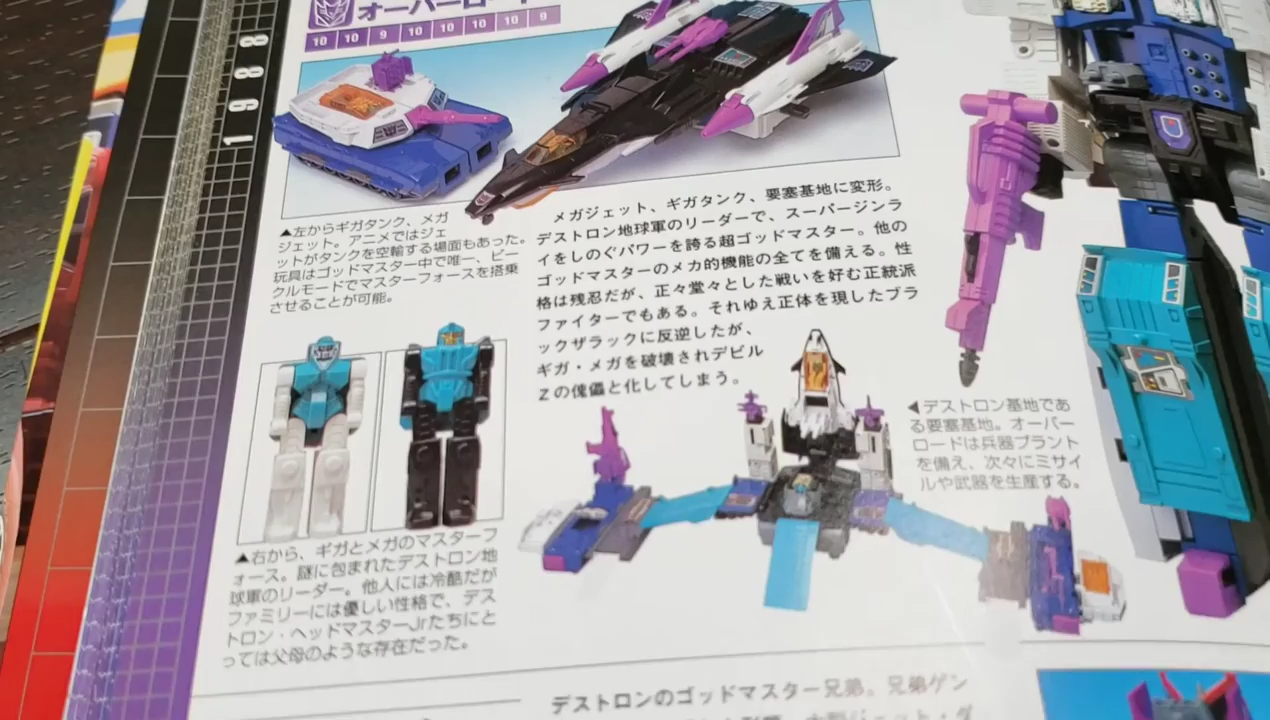 オーバーロード
10 10 9 10 10 10 10 9
1988
▲左からギガタンク、メガ
ジェット。アニメではジェ
ットがタンクを空輸する場面もあった。
玩具はゴッドマスター中で唯一、ビー
クルモードでマスターフォースを搭乗
させることが可能。
メガジェット、ギガタンク、要塞基地に変形。
デストロン地球軍のリーダーで、スーパージンラ
イをしのぐパワーを誇る超ゴッドマスター。他の
ゴッドマスターのメカ的機能の全てを備える。性
格は残忍だが、正々堂々とした戦いを好む正統派
ファイターでもある。それゆえ正体を現したブラ
ックザラックに反逆したが、
ギガ・メガを破壊されデビル
Zの傀儡と化してしまう。
▲右から、ギガとメガのマスターフ
ォース。謎に包まれたデストロン地
球軍のリーダー。他人には冷酷だが
ファミリーには優しい性格で、デス
トロン・ヘッドマスターJrたちにと
っては父母のような存在だった。
◀デストロン基地であ
る要塞基地。オーバー
ロードは兵器プラント
を備え、次々にミサイ
ルや武器を生産する。
デストロンのゴッドマスター兄弟。兄弟ゲン